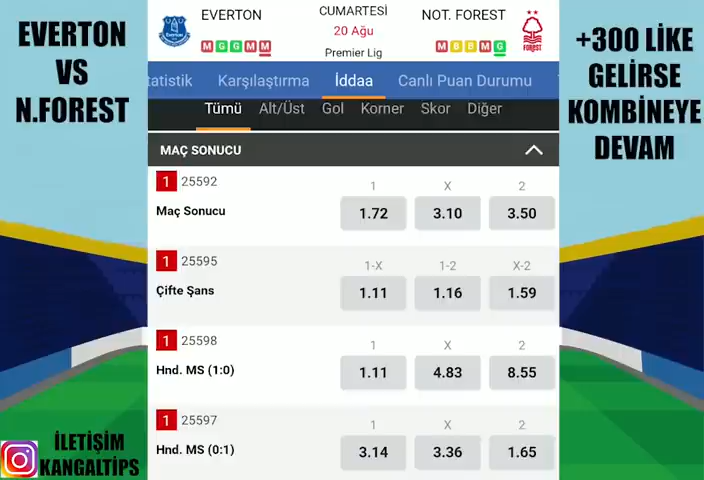 EVERTON
VS
N.FOREST
EVERTON
M G G M M
CUMARTESİ
20 Ağu
Premier Lig
NOT. FOREST
M B B M G
FOREST
+300 LİKE
GELİRSE
KOMBİNEYE
DEVAM
tatistik Karşılaştırma İddaa Canlı Puan Durumu
Tümü Alt/Üst Gol Korner Skor Diğer
MAÇ SONUCU
1 25592
1 X 2
Maç Sonucu 1.72 3.10 3.50
1 25595
1-X 1-2 X-2
Çifte Şans 1.11 1.16 1.59
1 25598
1 X 2
Hnd. MS (1:0) 1.11 4.83 8.55
1 25597
1 X 2
Hnd. MS (0:1) 3.14 3.36 1.65
İLETİŞİM
KANGALTİPS